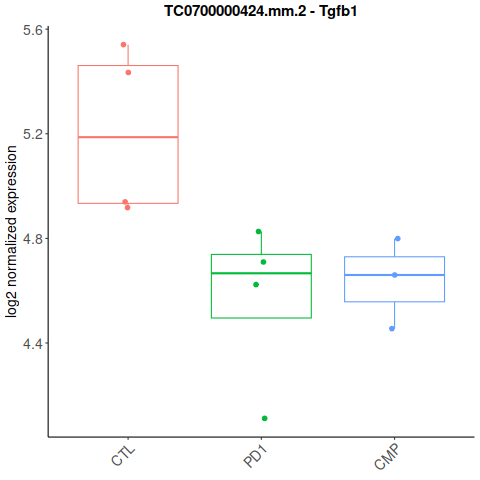 TC0700000424.mm.2 - Tgfb1
log2 normalized expression
5.6
5.2
4.8
4.4
CTL
PD1
CMP